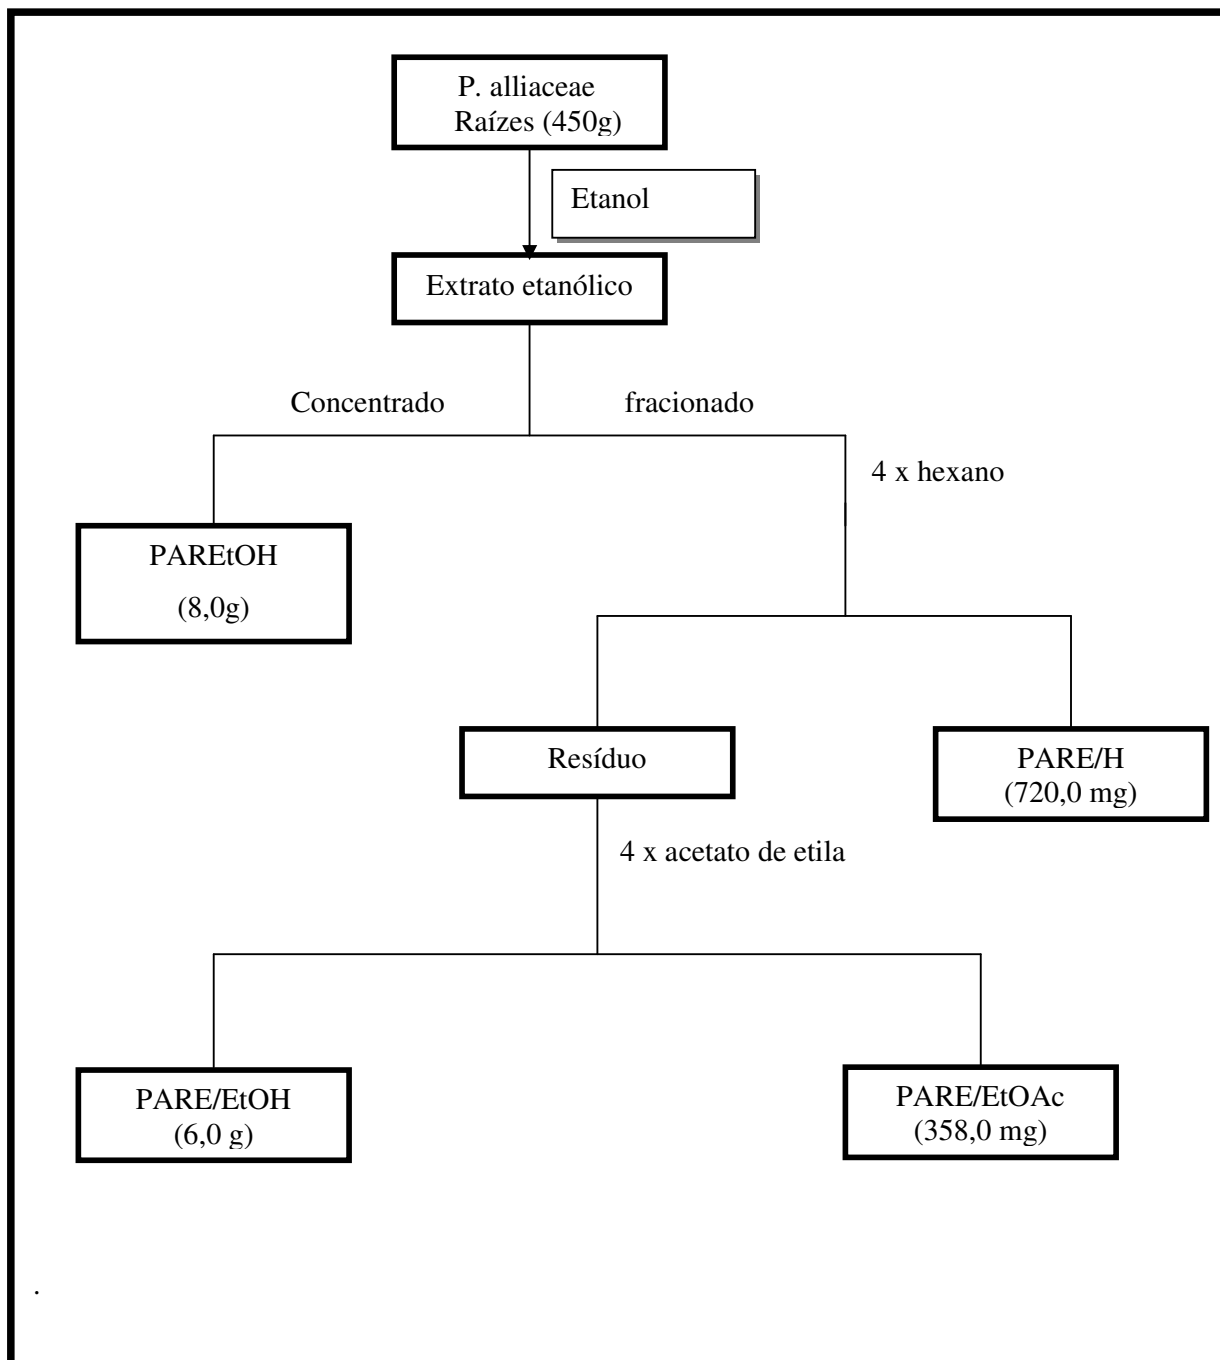 P. alliaceae
Raízes (450g)
Etanol
Extrato etanólico
Concentrado
fracionado
4 x hexano
PAREtOH
(8,0g)
Resíduo
PARE/H
(720,0 mg)
4 x acetato de etila
PARE/EtOH
(6,0 g)
PARE/EtOAc
(358,0 mg)
.